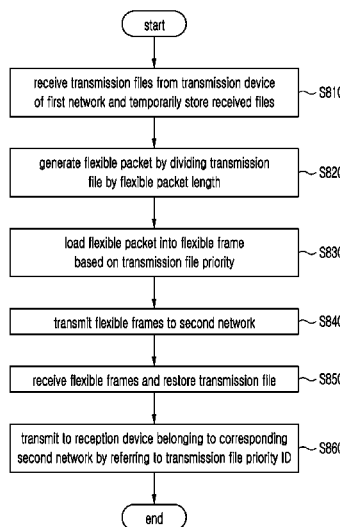 start
receive transmission files from transmission device
of first network and temporarily store received files
S810
generate flexible packet by dividing transmission
file by flexible packet length
S820
load flexible packet into flexible frame
based on transmission file priority
S830
transmit flexible frames to second network
S840
receive flexible frames and restore transmission file
S850
transmit to reception device belonging to corresponding
second network by referring to transmission file priority ID
S860
end